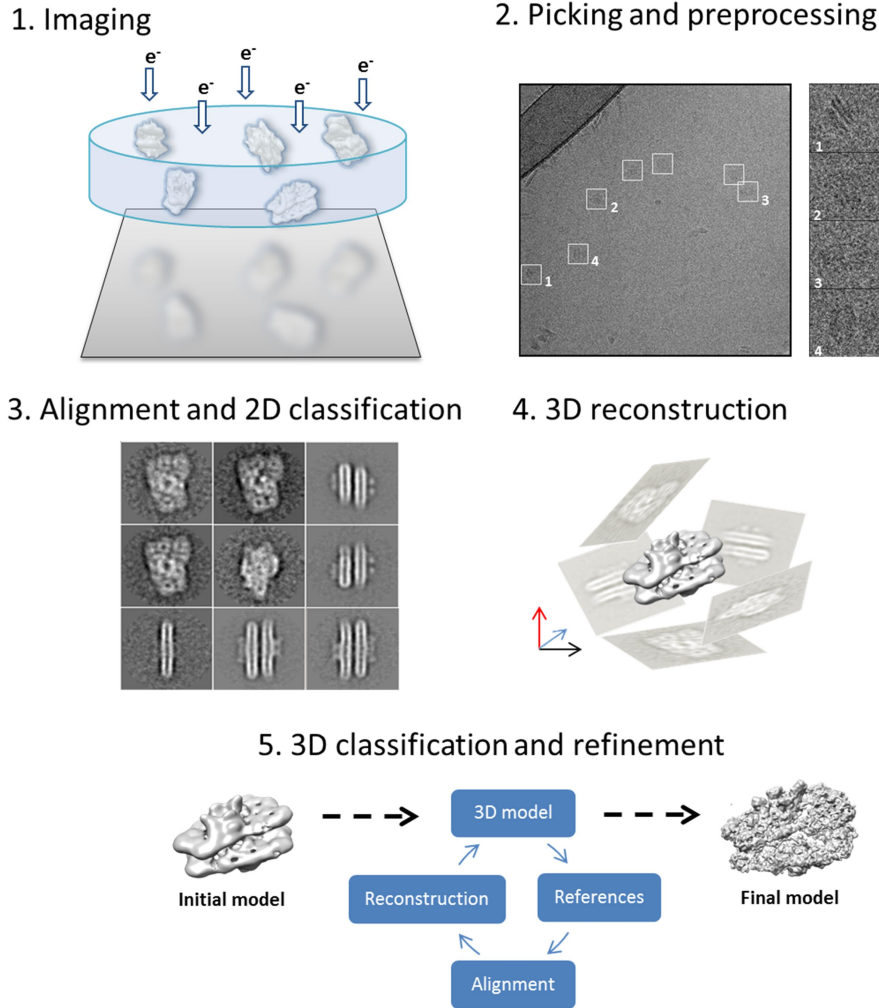 1. Imaging
2. Picking and preprocessing
e-
e-
e-
e-
e-
1
2
3
4
1
2
3
4
3. Alignment and 2D classification
4. 3D reconstruction
5. 3D classification and refinement
Initial model
3D model
Reconstruction
References
Alignment
Final model